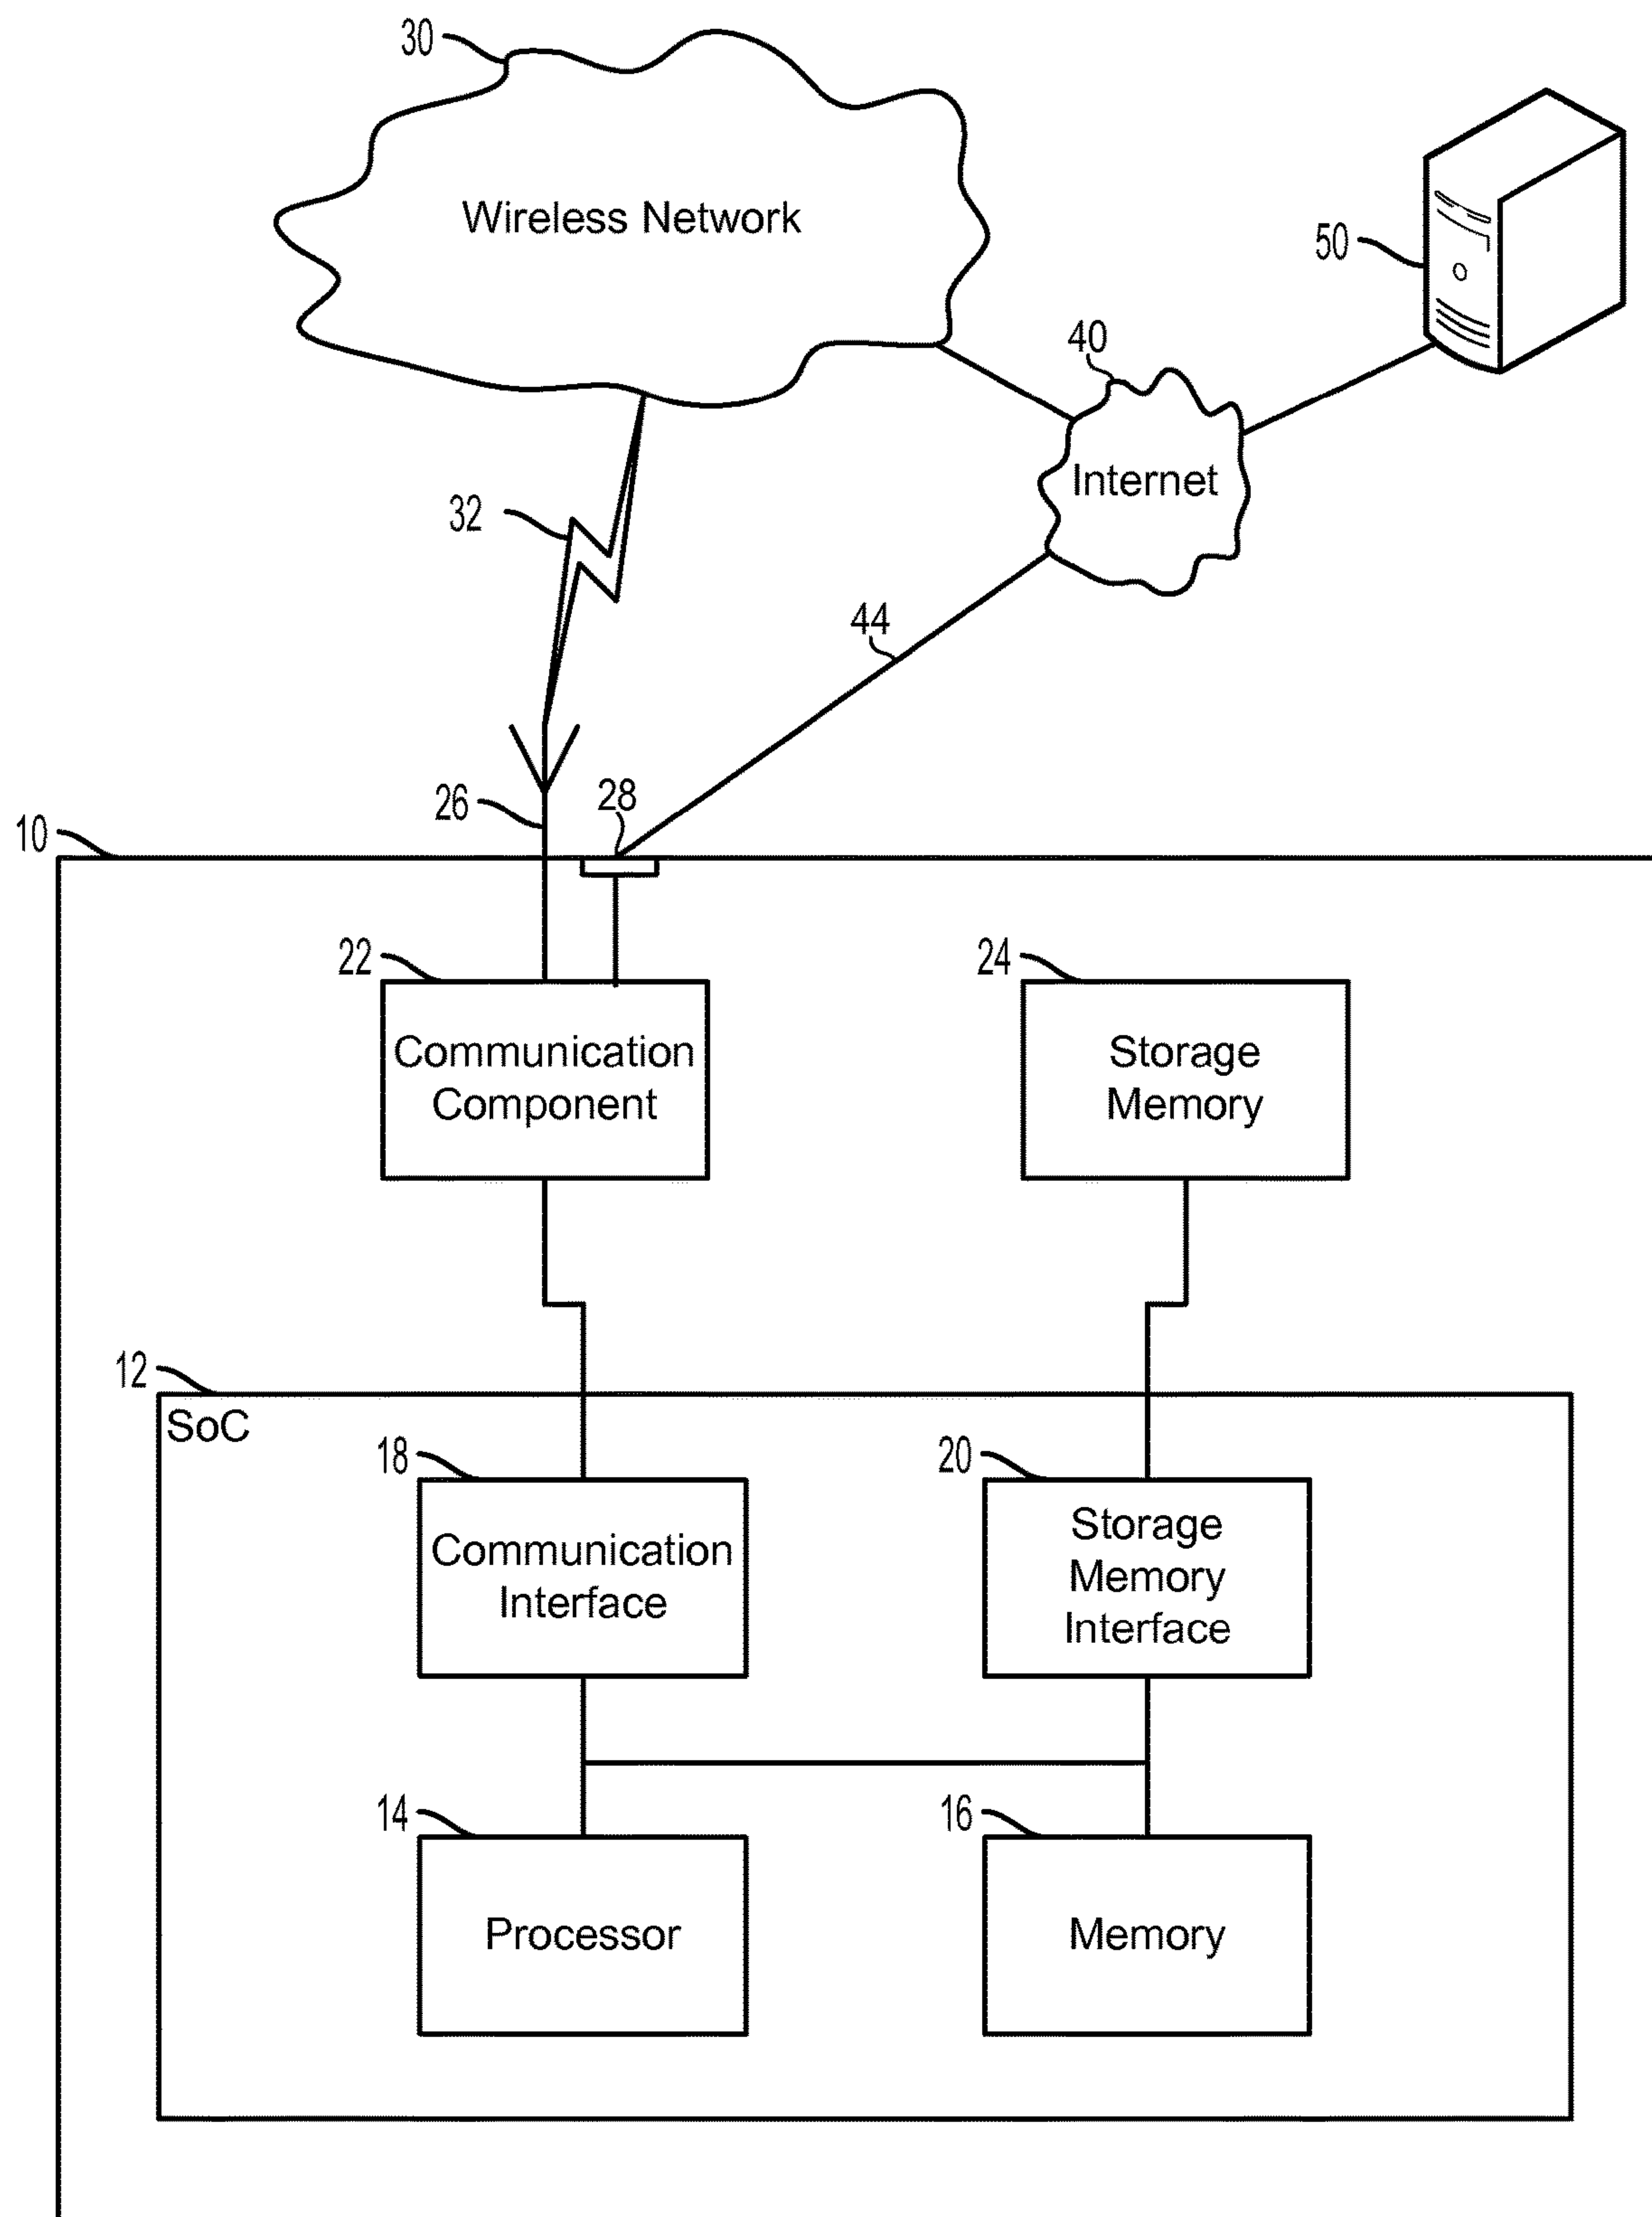 30
Wireless Network
50
40
Internet
32
44
26
28
10
22
24
Communication
Component
Storage
Memory
12
SoC
18
20
Communication
Interface
Storage
Memory
Interface
14
16
Processor
Memory